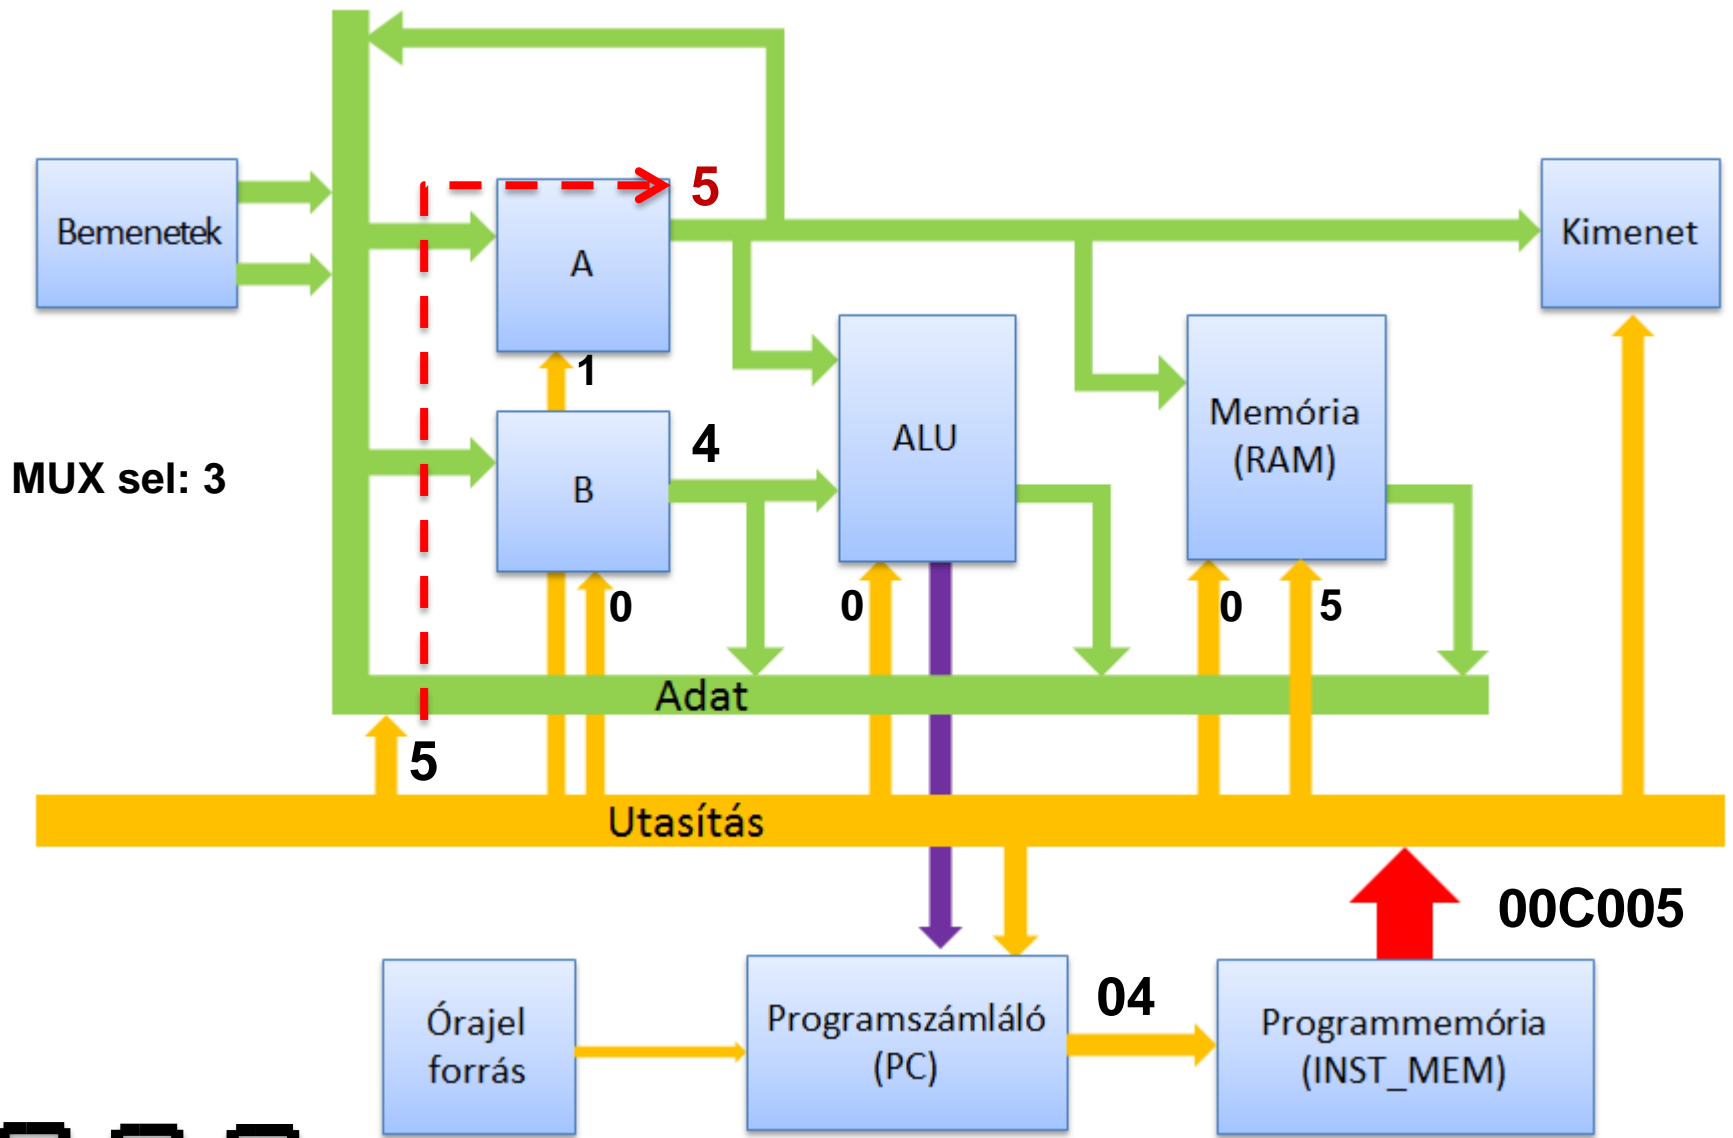 5
Bemenetek
A
Kimenet
1
Memória
(RAM)
ALU
4
MUX sel: 3
B
0
0
0
5
Adat
5
Utasítás
00C005
04
Órajel
forrás
Programszámláló
(PC)
Programmemória
(INST_MEM)